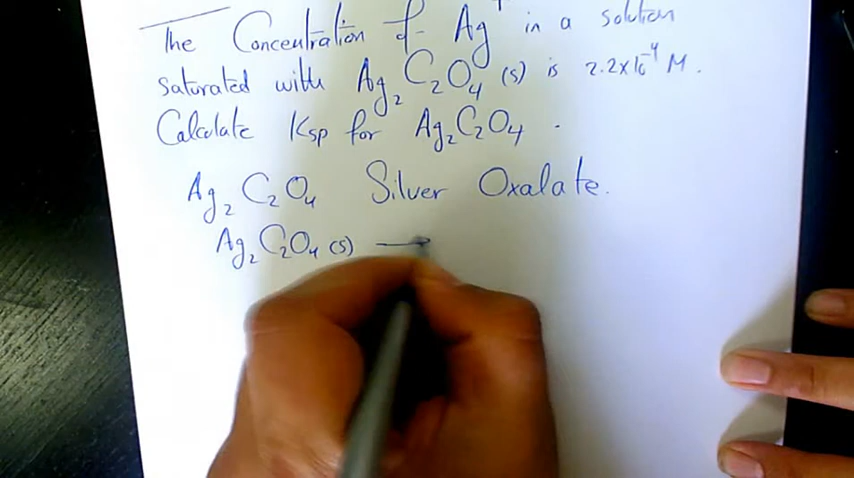 The Concentration of Ag⁺ in a solution
saturated with Ag₂C₂O₄ (s) is 2.2x10⁻⁴ M.
Calculate Ksp for Ag₂C₂O₄.
Ag₂C₂O₄ Silver Oxalate.
Ag₂C₂O₄ (s) →